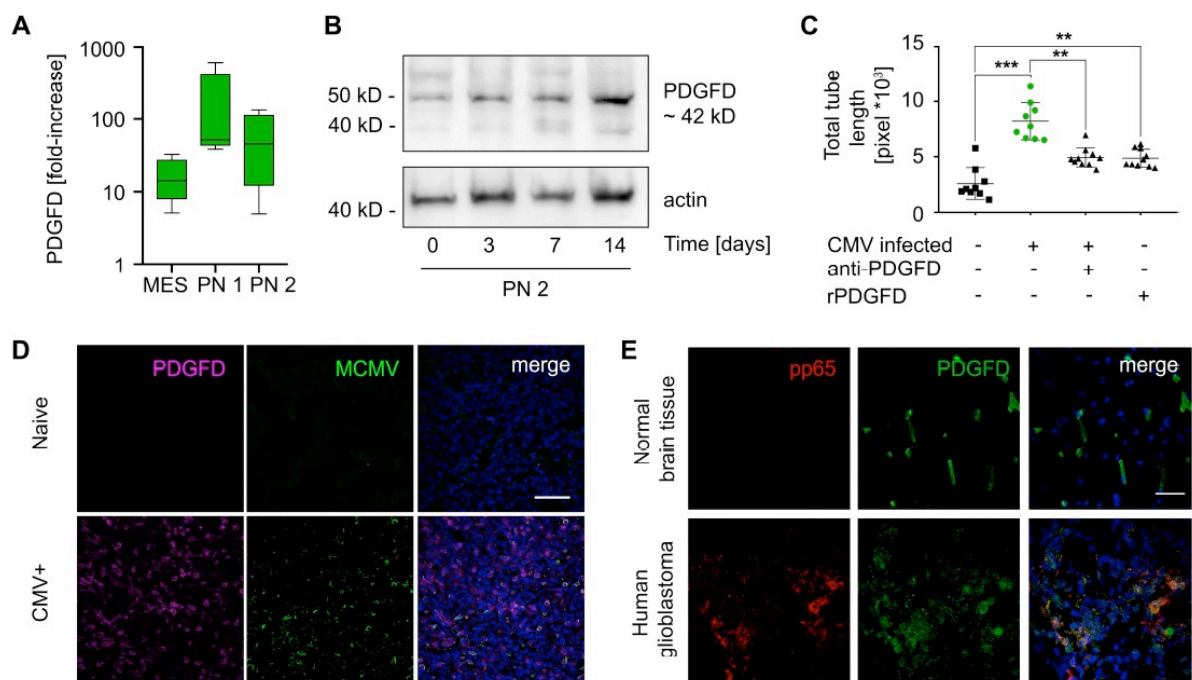 A
PDGFD [fold-increase]
1000
100
10
1
MES PN 1 PN 2
B
50 kD -
40 kD -
PDGFD
~ 42 kD
40 kD -
actin
0 3 7 14 Time [days]
PN 2
C
Total tube
length
[pixel *10³]
15
10
5
0
**
*** **
CMV infected - + + -
anti-PDGFD - - + -
rPDGFD - - - +
D
PDGFD MCMV merge
Naive
CMV+
E
pp65 PDGFD merge
Normal
brain tissue
Human
glioblastoma